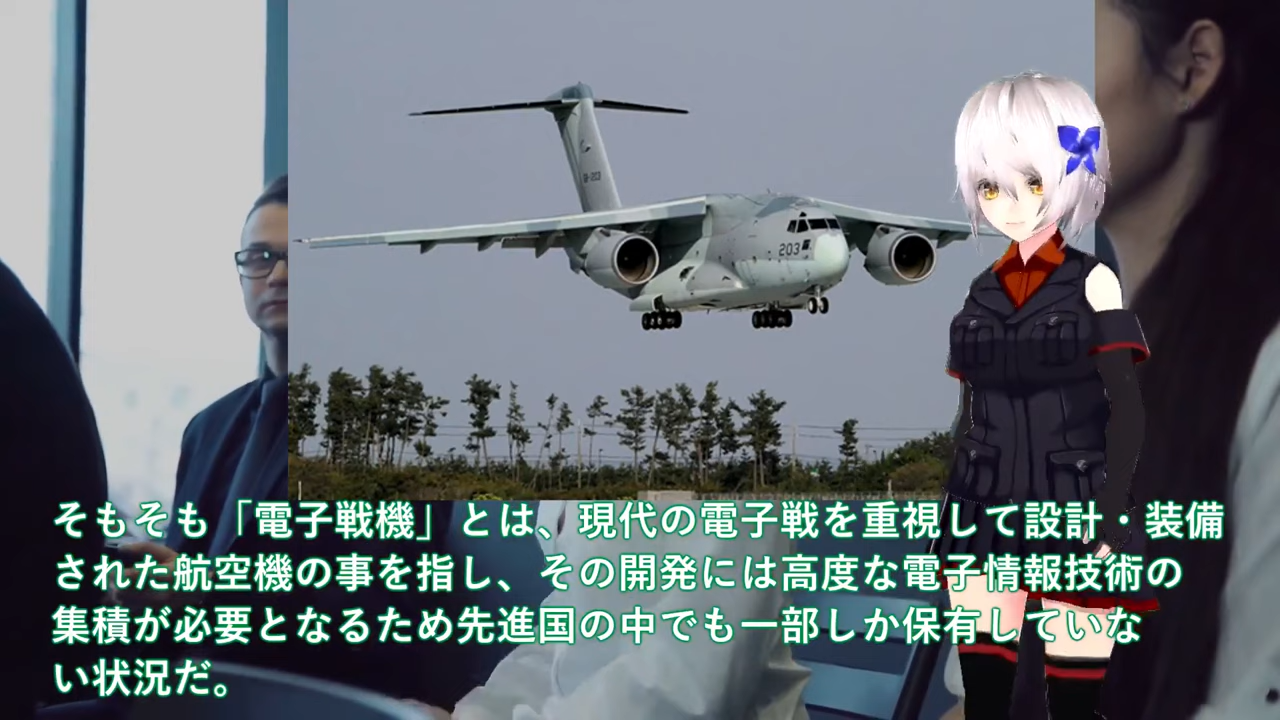 203
そもそも「電子戦機」とは、現代の電子戦を重視して設計・装備
された航空機の事を指し、その開発には高度な電子情報技術の
集積が必要となるため先進国の中でも一部しか保有していな
い状況だ。